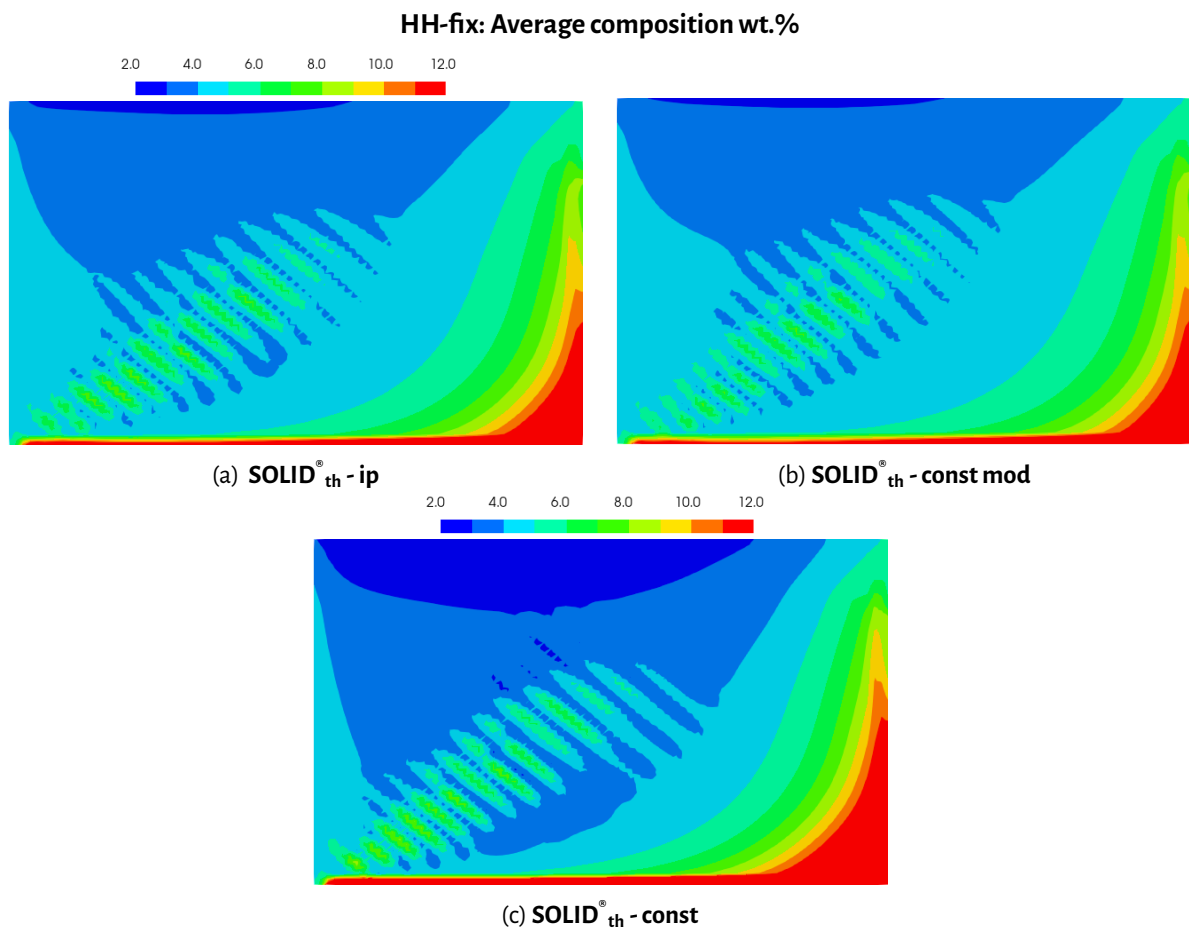 HH-fix: Average composition wt.%
2.0 4.0 6.0 8.0 10.0 12.0
(a) SOLID®th - ip
(b) SOLID®th - const mod
2.0 4.0 6.0 8.0 10.0 12.0
(c) SOLID®th - const